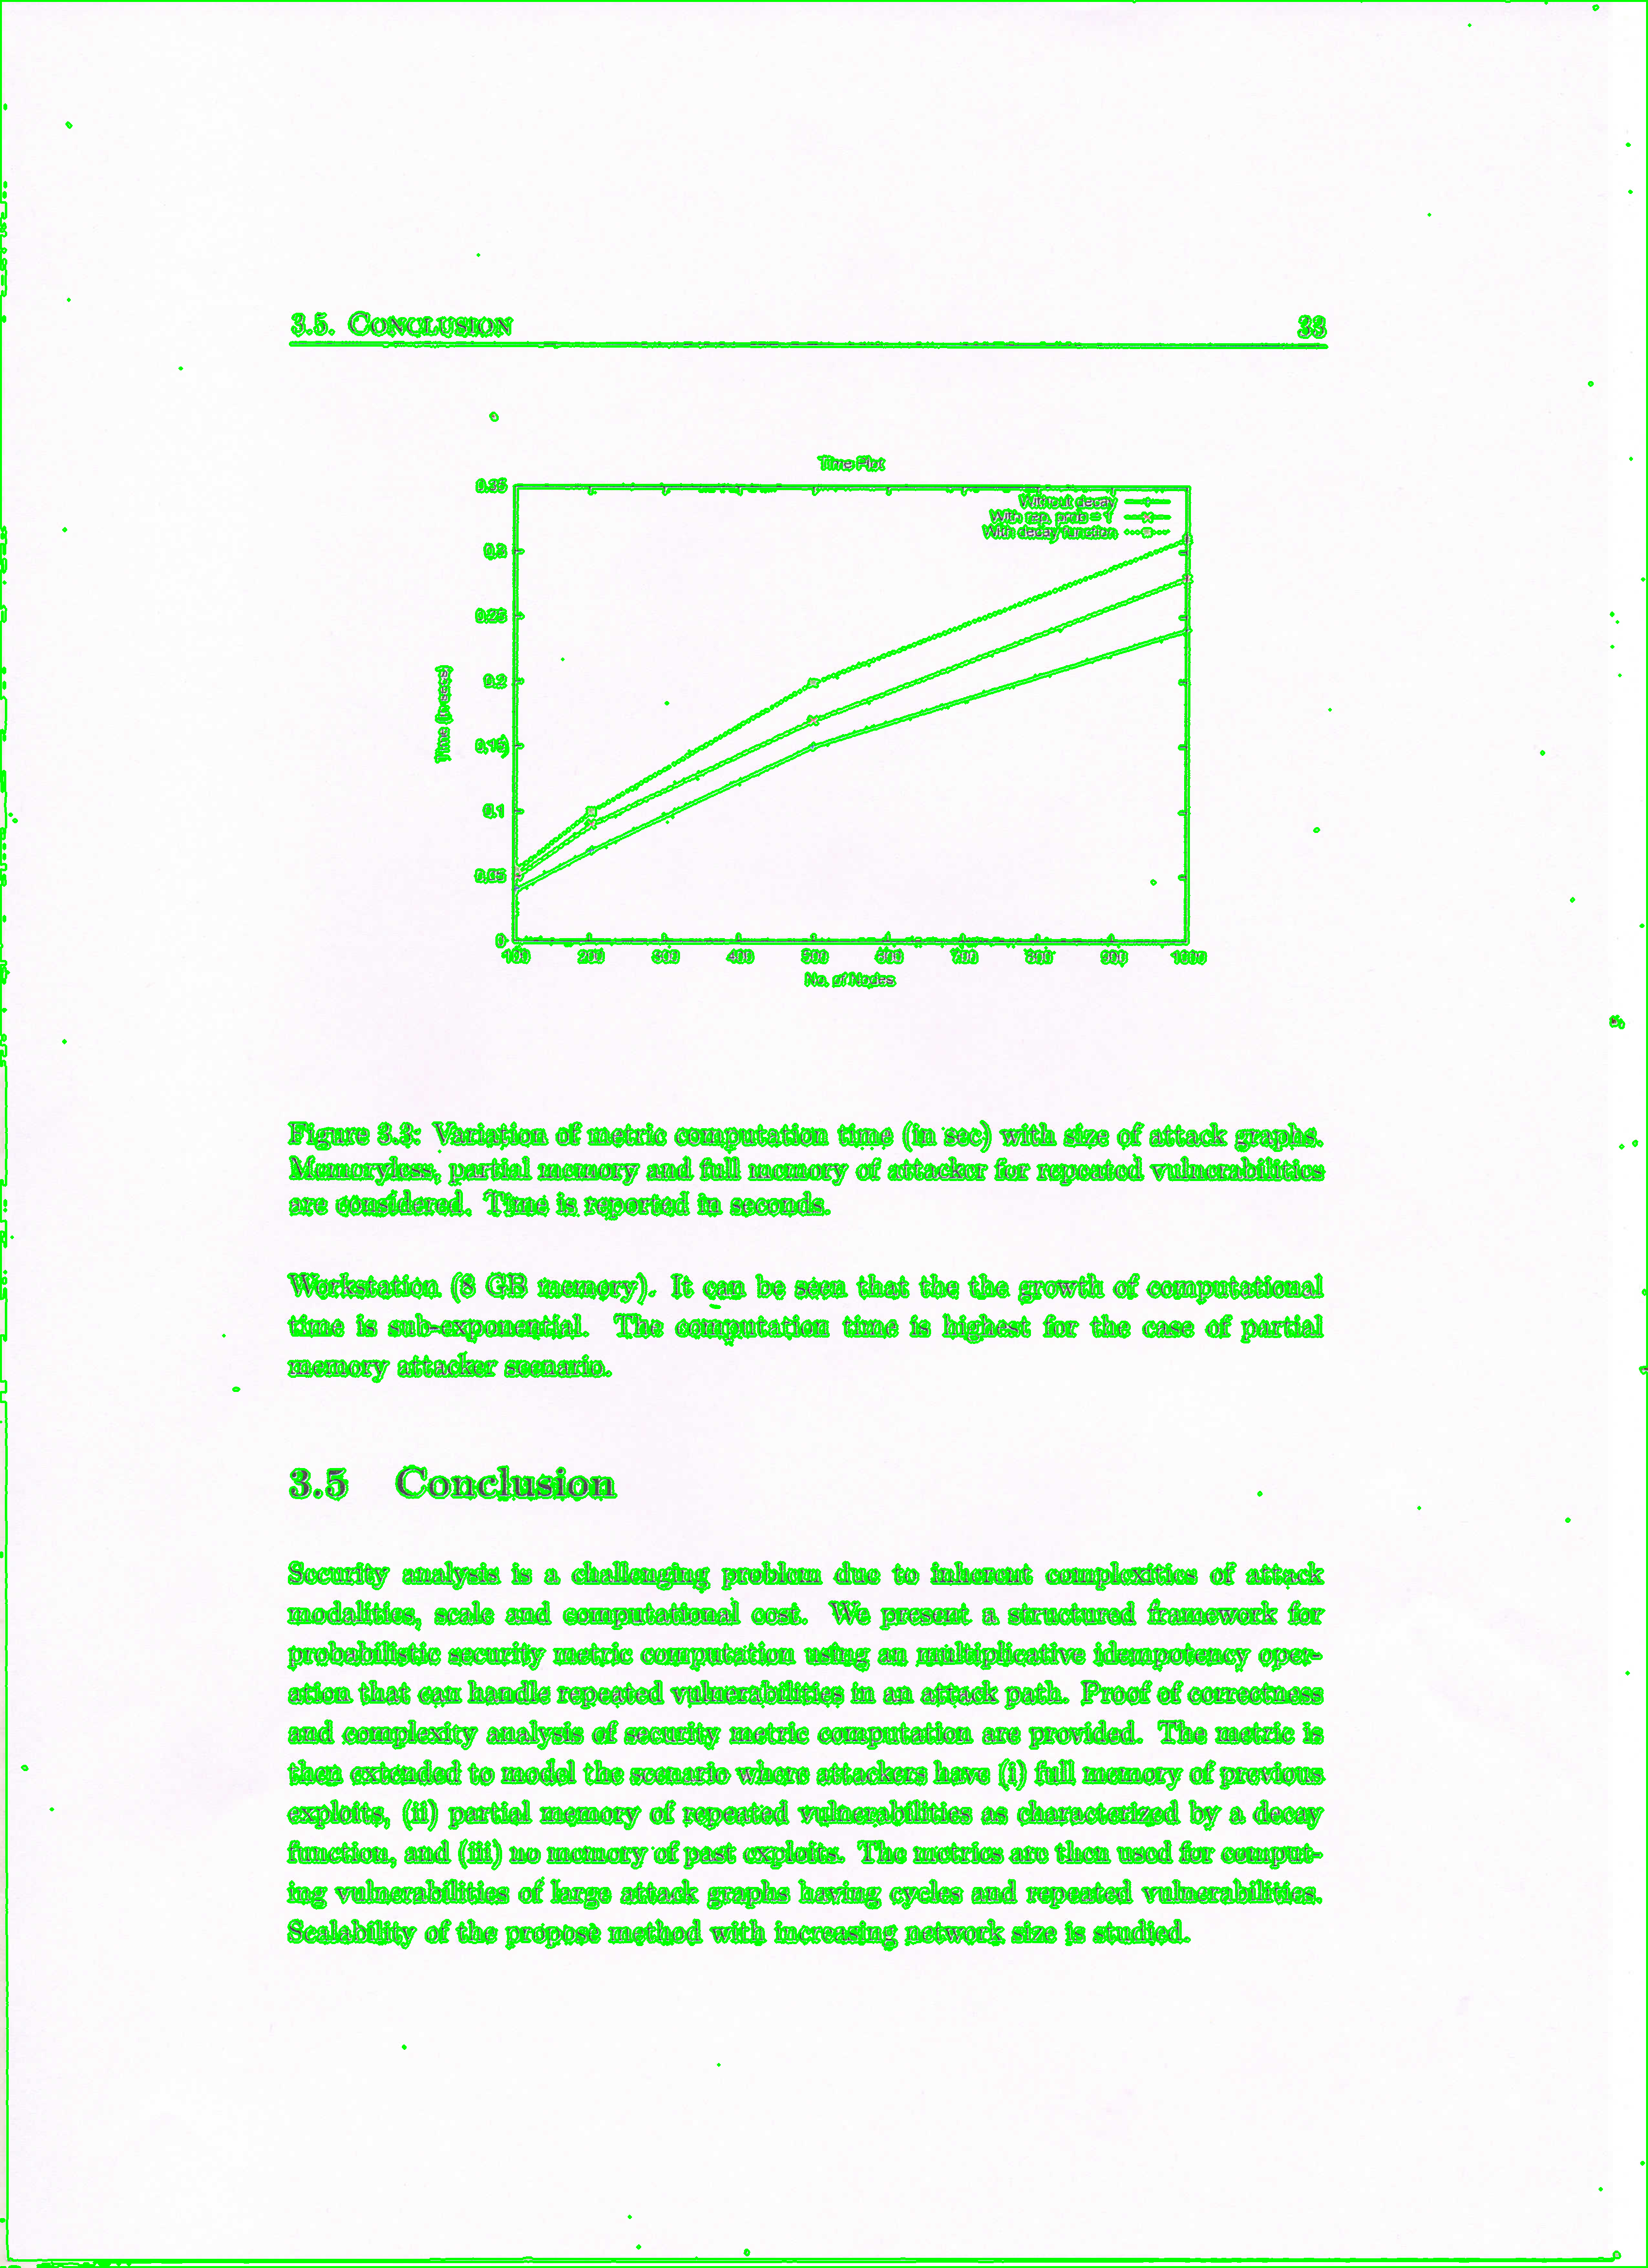 3.5. CONCLUSION 33
Time Plot
0.35
Without decay
With rep. prob = 1
With decay function
0.3
0.25
0.2
0.15
0.1
0.05
0
Time (in secs)
100 200 300 400 500 600 700 800 900 1000
No. of Nodes
Figure 3.3: Variation of metric computation time (in sec) with size of attack graphs.
Memoryless, partial memory and full memory of attacker for repeated vulnerabilities
are considered. Time is reported in seconds.
Workstation (8 GB memory). It can be seen that the the growth of computational
time is sub-exponential. The computation time is highest for the case of partial
memory attacker scenario.
3.5 Conclusion
Security analysis is a challenging problem due to inherent complexities of attack
modalities, scale and computational cost. We present a structured framework for
probabilistic security metric computation using an multiplicative idempotency oper-
ation that can handle repeated vulnerabilities in an attack path. Proof of correctness
and complexity analysis of security metric computation are provided. The metric is
then extended to model the scenario where attackers have (i) full memory of previous
exploits, (ii) partial memory of repeated vulnerabilities as characterized by a decay
function, and (iii) no memory of past exploits. The metrics are then used for comput-
ing vulnerabilities of large attack graphs having cycles and repeated vulnerabilities.
Scalability of the propose method with increasing network size is studied.